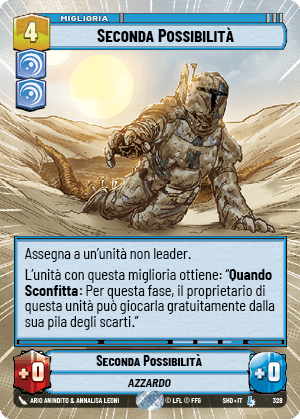 MIGLIORIA
4
SECONDA POSSIBILITÀ
Assegna a un'unità non leader.
L'unità con questa miglioria ottiene: "Quando
Sconfitta: Per questa fase, il proprietario di
questa unità può giocarla gratuitamente dalla
sua pila degli scarti."
+0
SECONDA POSSIBILITÀ
AZZARDO
+0
ARIO ANINDITO & ANNALISA LEONI
© LFL © FFG
SHD • IT
328